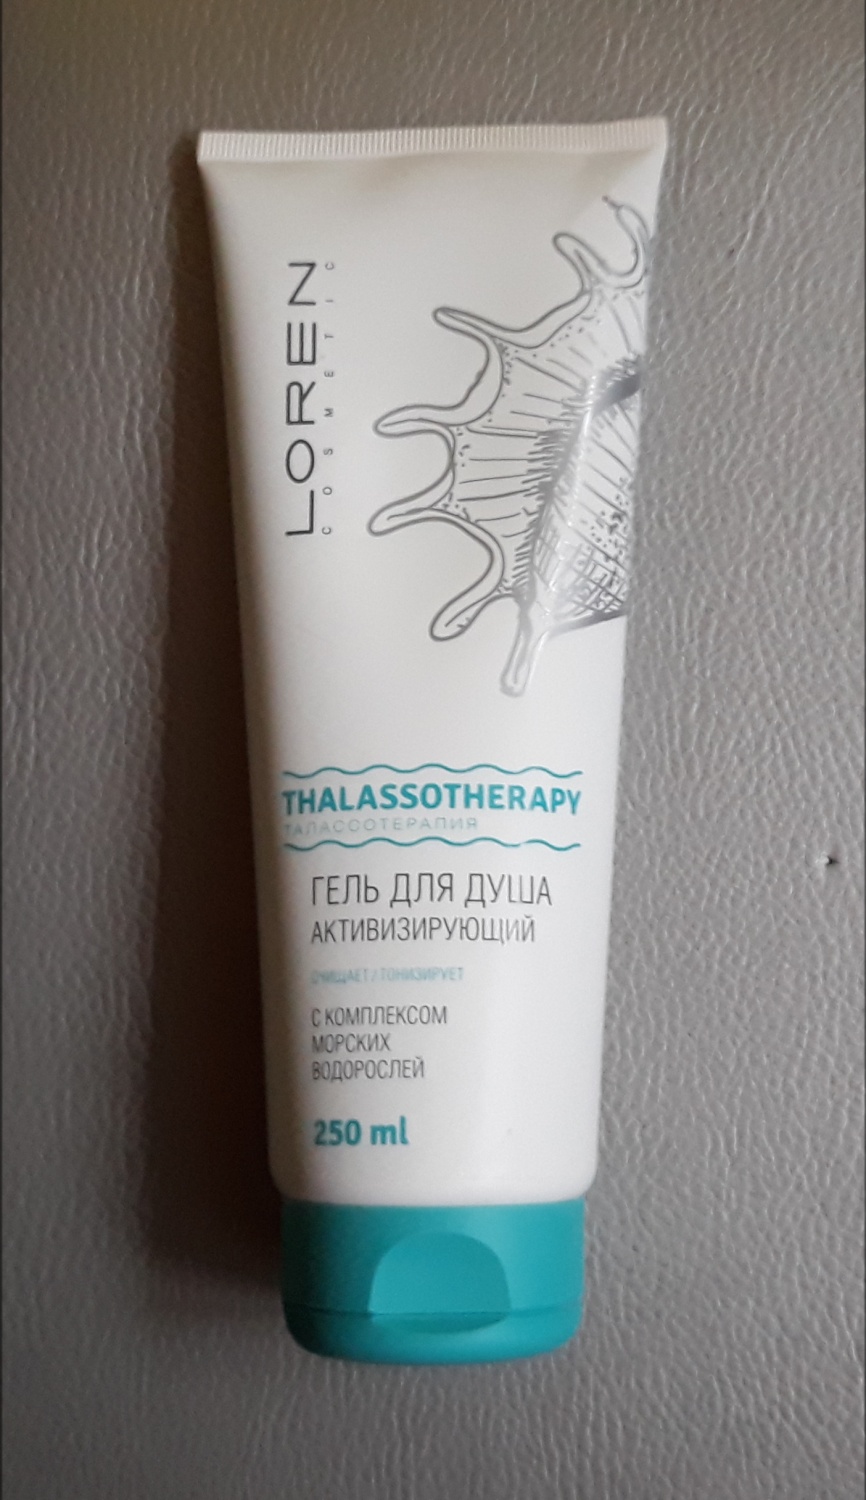 LOREN
COSMETIC
THALASSOTHERAPY
ТАЛАССОТЕРАПИЯ
ГЕЛЬ ДЛЯ ДУША
АКТИВИЗИРУЮЩИЙ
ОЧИЩАЕТ / ТОНИЗИРУЕТ
С КОМПЛЕКСОМ
МОРСКИХ
ВОДОРОСЛЕЙ
250 ml